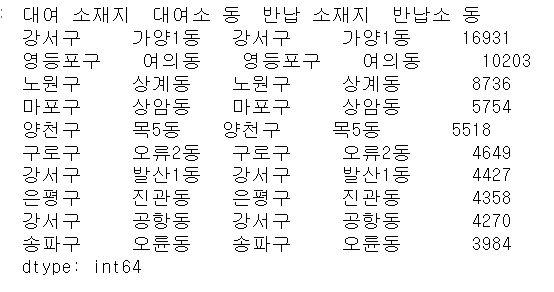 : 대여 소재지  대여소 동  반납 소재지  반납소 동
강서구 가양1동 강서구 가양1동 16931
영등포구 여의동 영등포구 여의동 10203
노원구 상계동 노원구 상계동 8736
마포구 상암동 마포구 상암동 5754
양천구 목5동 양천구 목5동 5518
구로구 오류2동 구로구 오류2동 4649
강서구 발산1동 강서구 발산1동 4427
은평구 진관동 은평구 진관동 4358
강서구 공항동 강서구 공항동 4270
송파구 오륜동 송파구 오륜동 3984
dtype: int64